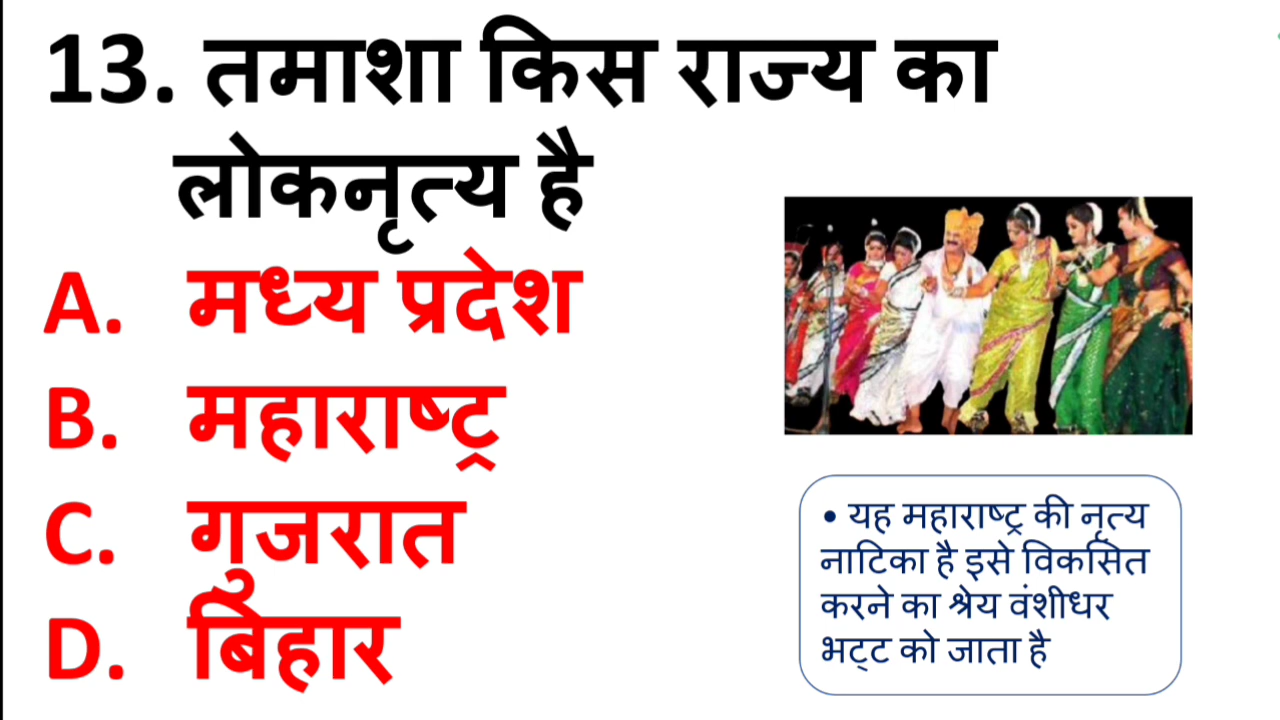 13. तमाशा किस राज्य का
लोकनृत्य है
A. मध्य प्रदेश
B. महाराष्ट्र
C. गुजरात
D. बिहार
• यह महाराष्ट्र की नृत्य
नाटिका है इसे विकसित
करने का श्रेय वंशीधर
भट्ट को जाता है